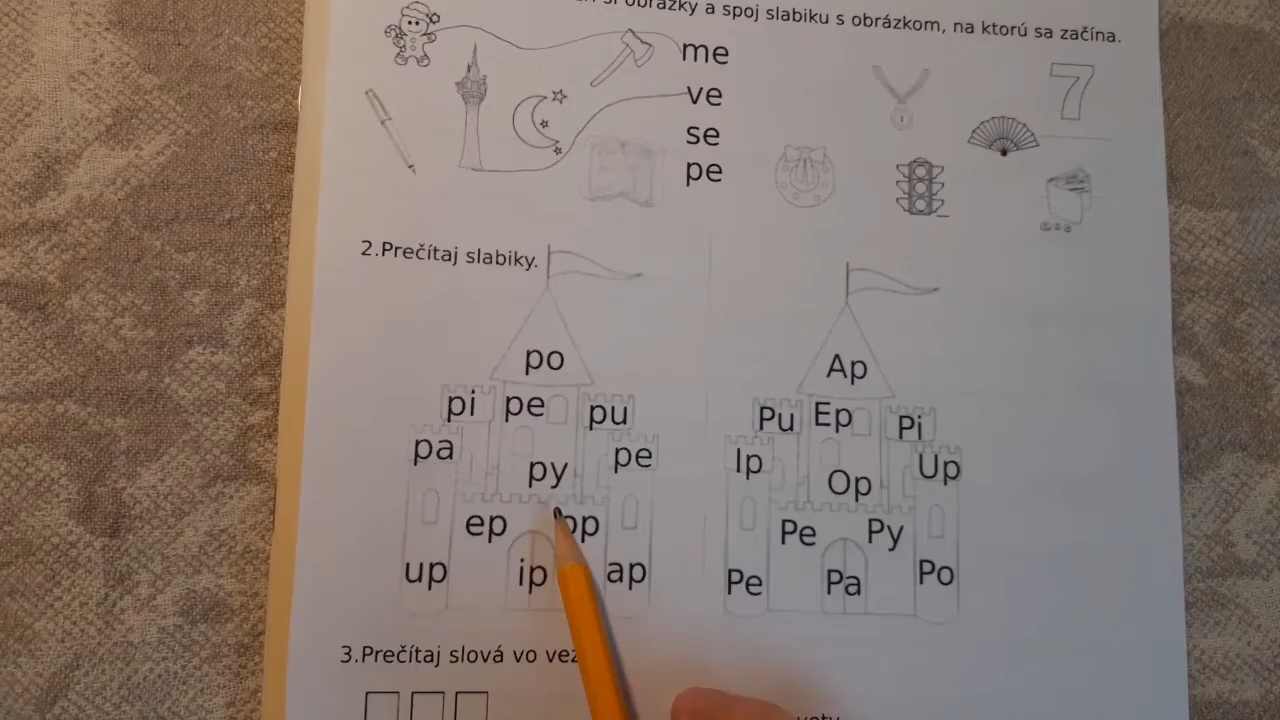 si obrázky a spoj slabiku s obrázkom, na ktorú sa začína.
me
ve
se
pe
7
2.Prečítaj slabiky.
po
pi pe pu
pa py pe
ep op
up ip ap
Ap
Pu Ep Pi
Ip Op Up
Pe Py
Pe Pa Po
3.Prečítaj slová vo